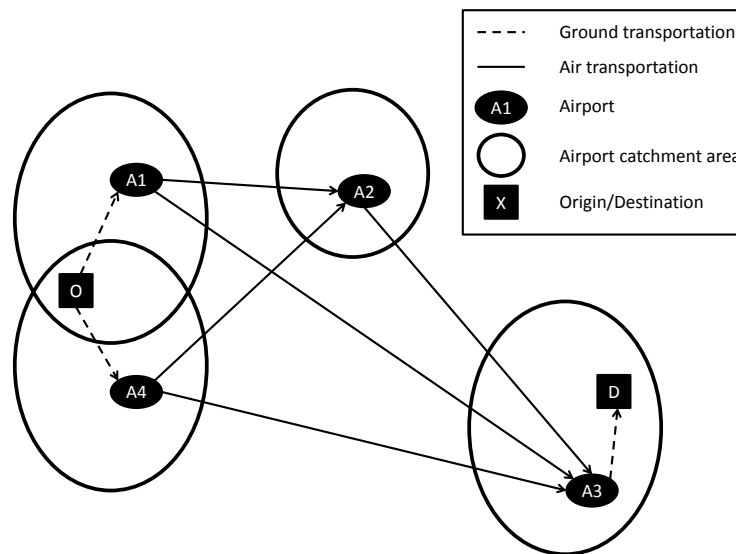 Ground transportation
Air transportation
A1 Airport
Airport catchment area
X Origin/Destination
A1
A2
O
A4
D
A3